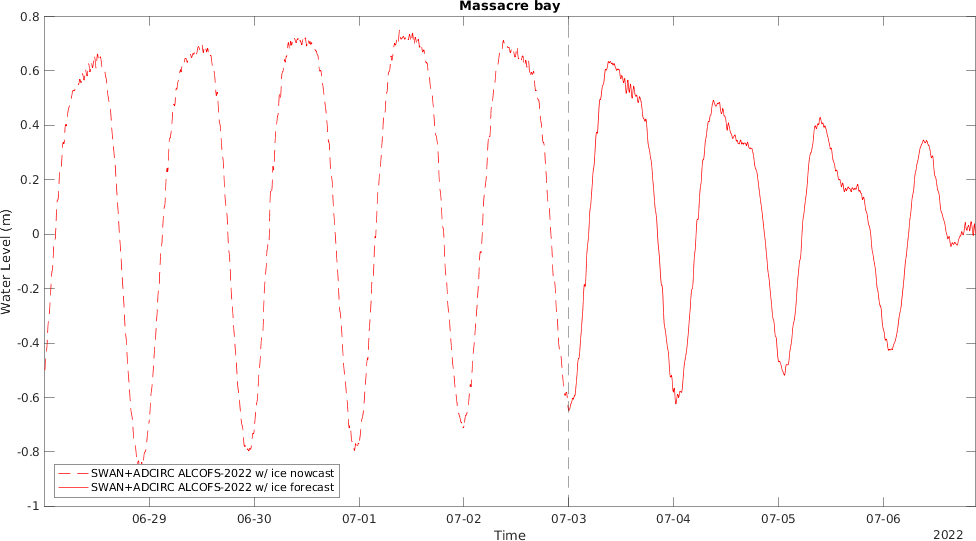 Massacre bay
0.8
0.6
0.4
0.2
0
-0.2
-0.4
-0.6
-0.8
-1
Water Level (m)
SWAN+ADCIRC ALCOFS-2022 w/ ice nowcast
SWAN+ADCIRC ALCOFS-2022 w/ ice forecast
06-29 06-30 07-01 07-02 07-03 07-04 07-05 07-06
Time
2022